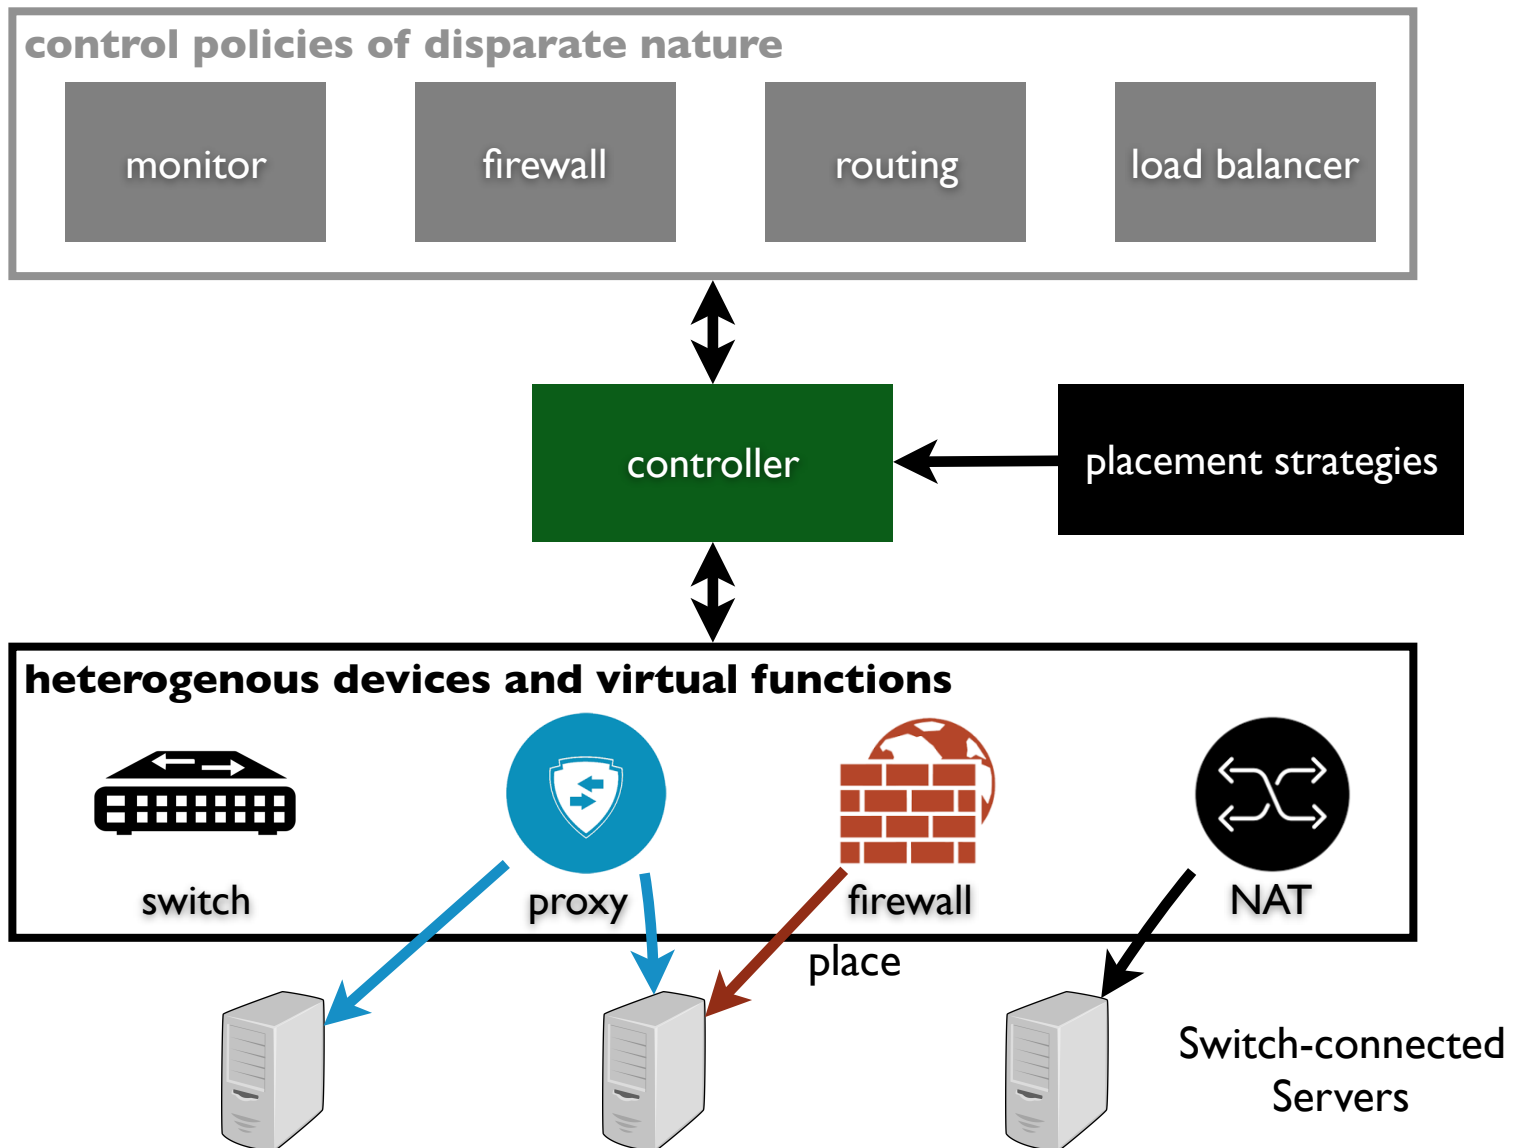 control policies of disparate nature
monitor
firewall
routing
load balancer
controller
placement strategies
heterogenous devices and virtual functions
switch
proxy
firewall
NAT
place
Switch-connected
Servers